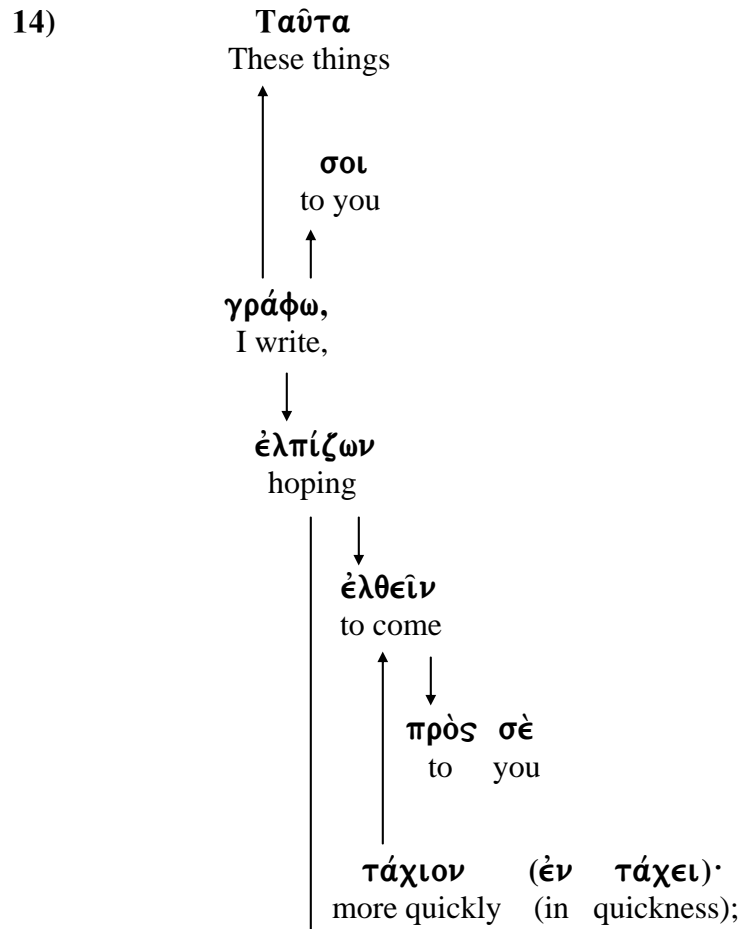 14) Ταῦτα
These things
σοι
to you
γράφω,
I write,
ἐλπίζων
hoping
ἐλθεῖν
to come
πρὸς σὲ
to you
τάχιον (ἐν τάχει)·
more quickly (in quickness);